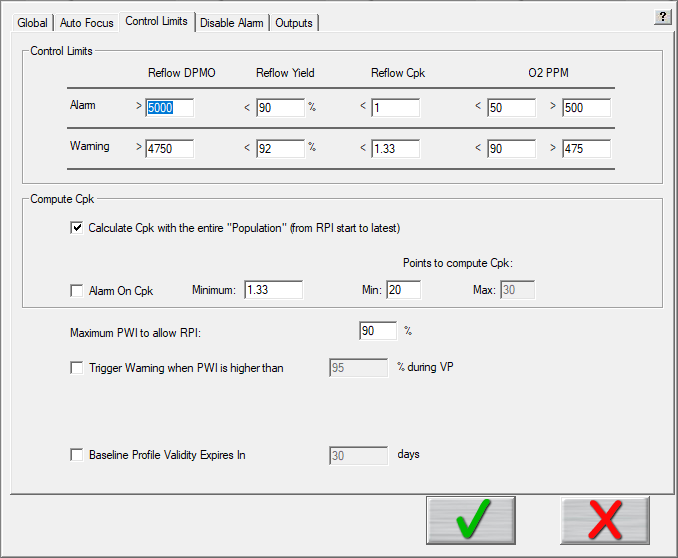 Global Auto Focus Control Limits Disable Alarm Outputs ?
Control Limits
Reflow DPMO Reflow Yield Reflow Cpk O2 PPM
Alarm > 5000 < 90 % < 1 < 50 > 500
Warning > 4750 < 92 % < 1.33 < 90 > 475
Compute Cpk
Calculate Cpk with the entire "Population" (from RPI start to latest)
Points to compute Cpk:
Alarm On Cpk Minimum: 1.33 Min: 20 Max: 30
Maximum PWI to allow RPI: 90 %
Trigger Warning when PWI is higher than 95 % during VP
Baseline Profile Validity Expires In 30 days